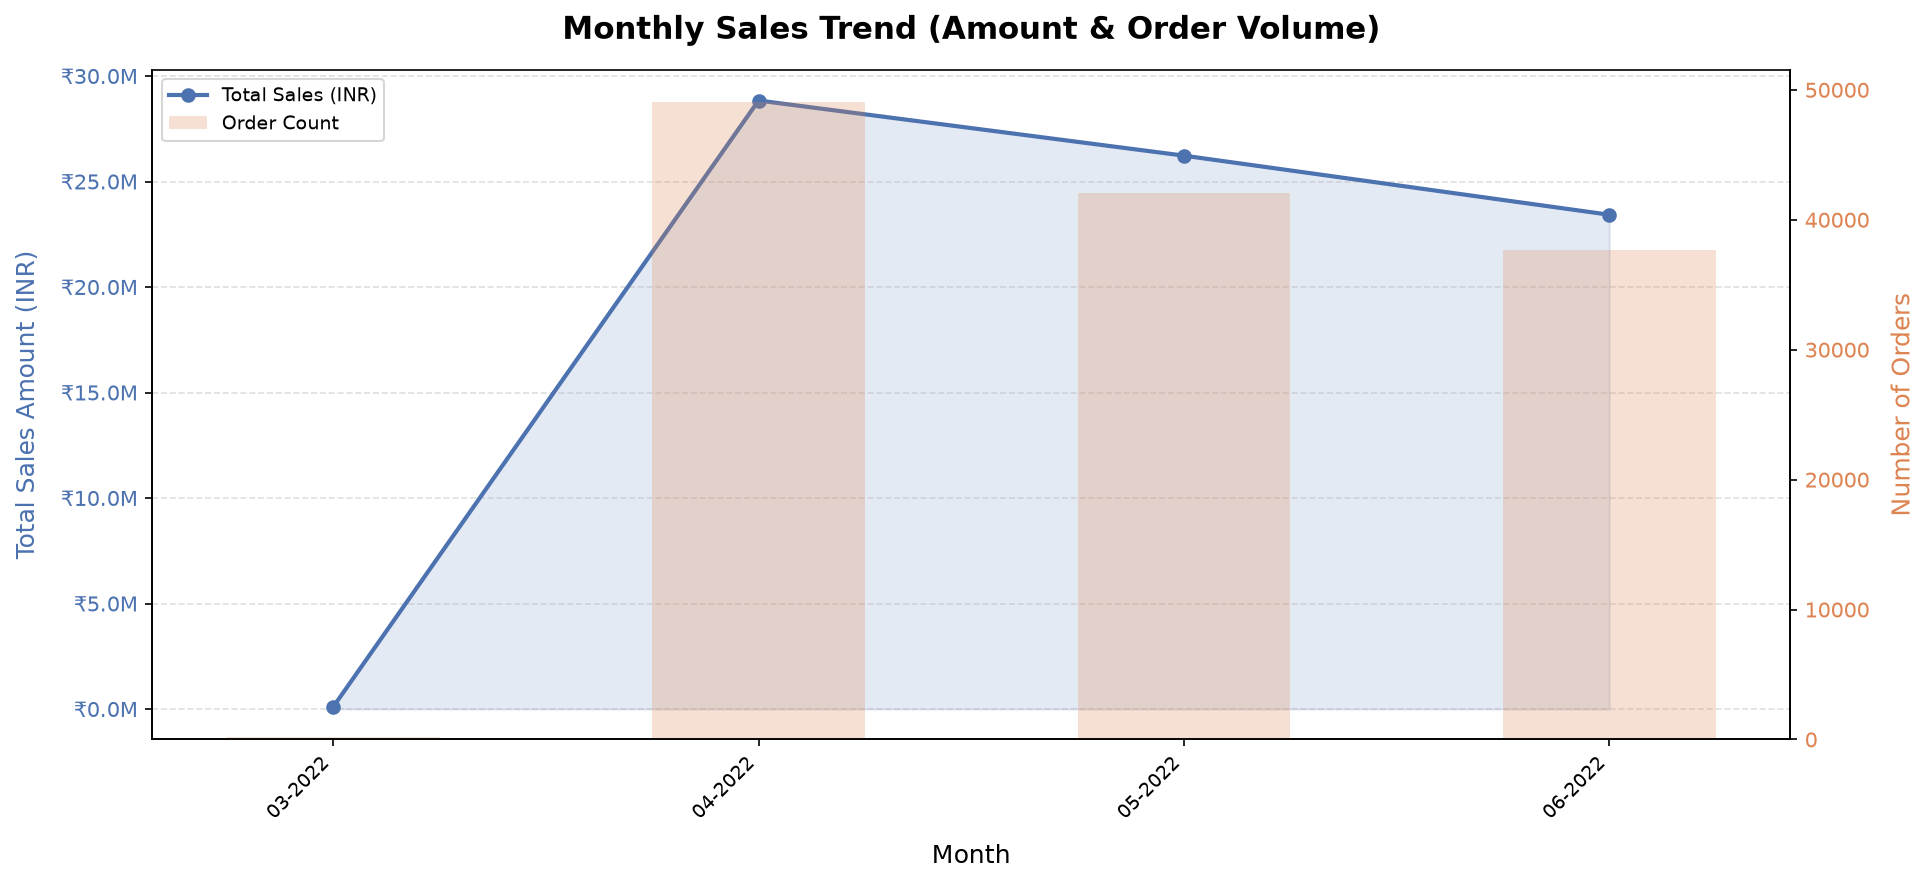 Monthly Sales Trend (Amount & Order Volume)
Total Sales (INR)
Order Count
Total Sales Amount (INR)
₹30.0M
₹25.0M
₹20.0M
₹15.0M
₹10.0M
₹5.0M
₹0.0M
50000
40000
30000
20000
10000
0
Number of Orders
03-2022
04-2022
05-2022
06-2022
Month